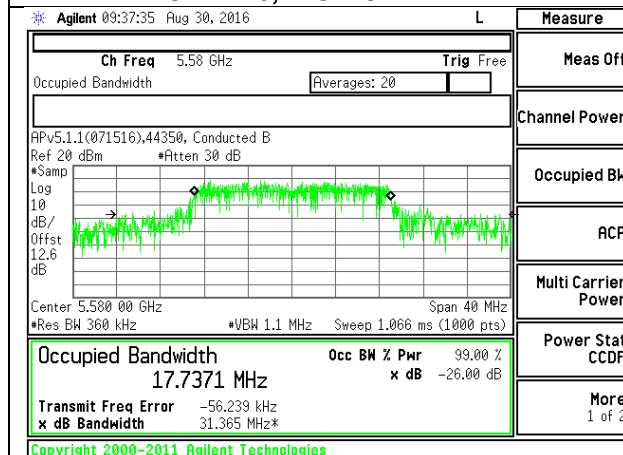 Agilent 09:37:35 Aug 30, 2016 L
Measure
Ch Freq 5.58 GHz Trig Free
Meas Off
Occupied Bandwidth Averages: 20
Channel Power
APv5.1.1(071516),44350, Conducted B
Ref 20 dBm #Atten 30 dB
#Samp
Log
10
dB/
Offst
12.6
dB
Occupied
ACP
Multi Carrier
Power
Center 5.580 00 GHz Span 40 MHz
#Res BW 360 kHz #VBW 1.1 MHz Sweep 1.066 ms (1000 pts)
Power Stat
CCDF
Occupied Bandwidth Occ BW % Pwr 99.00 %
17.7371 MHz x dB -26.00 dB
Transmit Freq Error -56.239 kHz
x dB Bandwidth 31.365 MHz*
More
1 of 2
Copyright 2000-2011 Agilent Technologies